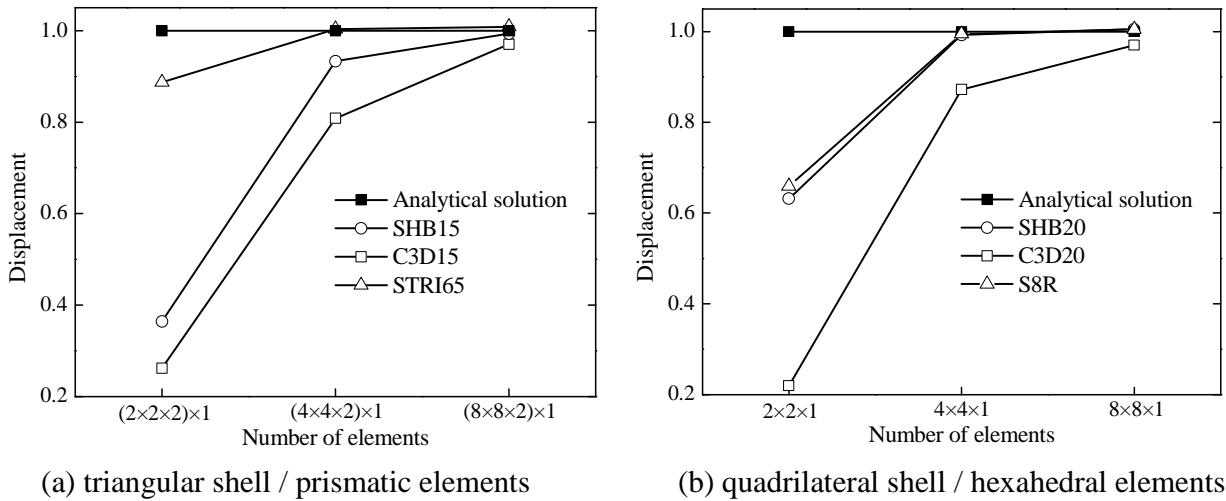 1.0
0.8
0.6
0.4
0.2
Displacement
Analytical solution
SHB15
C3D15
STRI65
(2×2×2)×1
(4×4×2)×1
(8×8×2)×1
Number of elements
(a) triangular shell / prismatic elements
1.0
0.8
0.6
0.4
0.2
Displacement
Analytical solution
SHB20
C3D20
S8R
2×2×1
4×4×1
8×8×1
Number of elements
(b) quadrilateral shell / hexahedral elements